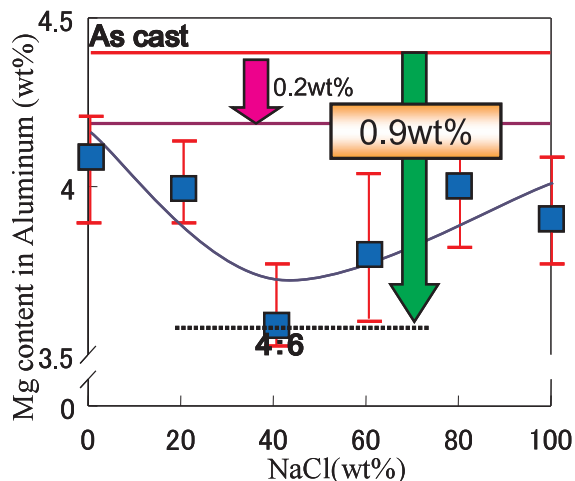 4.5
As cast
0.2wt%
0.9wt%
4
4:6
3.5
0
0 20 40 60 80 100
NaCl(wt%)
Mg content in Aluminum (wt%)